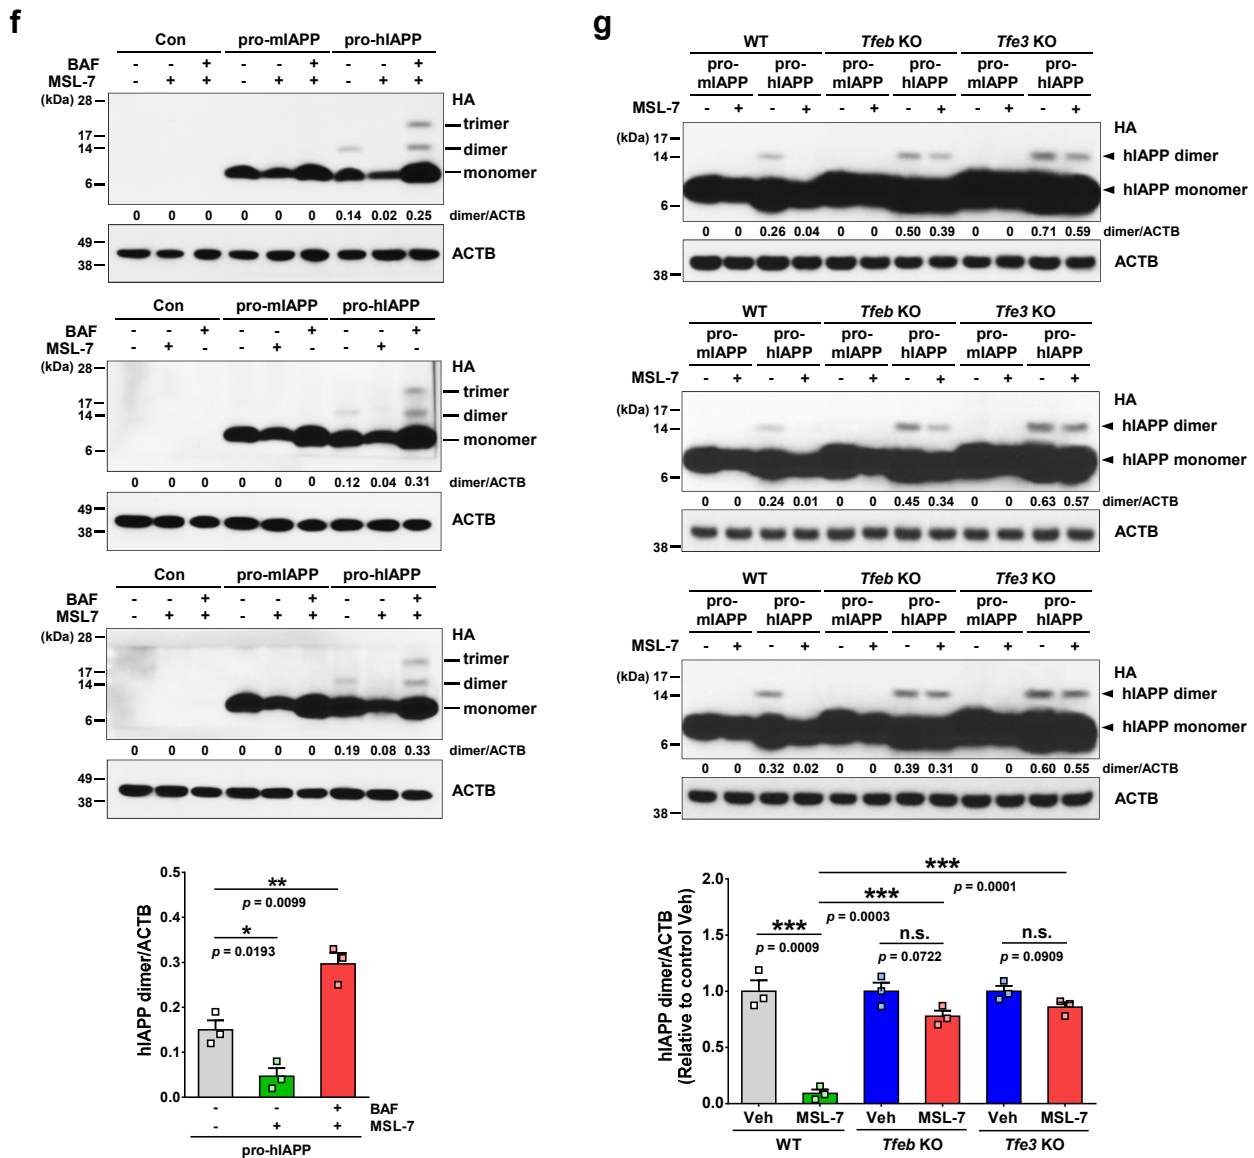 f
Con pro-mIAPP pro-hIAPP
BAF - - + - - + - - +
MSL-7 - + + - + + - + +
(kDa) 28 HA
trimer
17
14 dimer
monomer
6
0 0 0 0 0 0 0.14 0.02 0.25 dimer/ACTB
49
ACTB
38
Con pro-mIAPP pro-hIAPP
BAF - - + - - + - - +
MSL-7 - + - - + - - + -
(kDa) 28 HA
trimer
17
14 dimer
monomer
6
0 0 0 0 0 0 0.12 0.04 0.31 dimer/ACTB
49
ACTB
38
Con pro-mIAPP pro-hIAPP
BAF - - + - - + - - +
MSL7 - + + - + + - + +
(kDa) 28 HA
trimer
17
14 dimer
monomer
6
0 0 0 0 0 0 0.19 0.08 0.33 dimer/ACTB
49
ACTB
38
hIAPP dimer/ACTB
0.5
0.4
0.3
0.2
0.1
0.0
**
p = 0.0099
*
p = 0.0193
- - + BAF
- + + MSL-7
pro-hIAPP
g
WT Tfeb KO Tfe3 KO
pro- pro- pro- pro- pro- pro-
mIAPP hIAPP mIAPP hIAPP mIAPP hIAPP
MSL-7 - + - + - + - + - + - +
HA
(kDa) 17
14 hIAPP dimer
hIAPP monomer
6
0 0 0.26 0.04 0 0 0.50 0.39 0 0 0.71 0.59 dimer/ACTB
ACTB
38
WT Tfeb KO Tfe3 KO
pro- pro- pro- pro- pro- pro-
mIAPP hIAPP mIAPP hIAPP mIAPP hIAPP
MSL-7 - + - + - + - + - + - +
HA
(kDa) 17
14 hIAPP dimer
hIAPP monomer
6
0 0 0.24 0.01 0 0 0.45 0.34 0 0 0.63 0.57 dimer/ACTB
ACTB
38
WT Tfeb KO Tfe3 KO
pro- pro- pro- pro- pro- pro-
mIAPP hIAPP mIAPP hIAPP mIAPP hIAPP
MSL-7 - + - + - + - + - + - +
HA
(kDa) 17
14 hIAPP dimer
hIAPP monomer
6
0 0 0.32 0.02 0 0 0.39 0.31 0 0 0.60 0.55 dimer/ACTB
ACTB
38
hIAPP dimer/ACTB
(Relative to control Veh)
2.0
1.5
1.0
0.5
0.0
***
p = 0.0001
***
p = 0.0003
***
p = 0.0009
n.s.
p = 0.0722
n.s.
p = 0.0909
Veh MSL-7 Veh MSL-7 Veh MSL-7
WT Tfeb KO Tfe3 KO